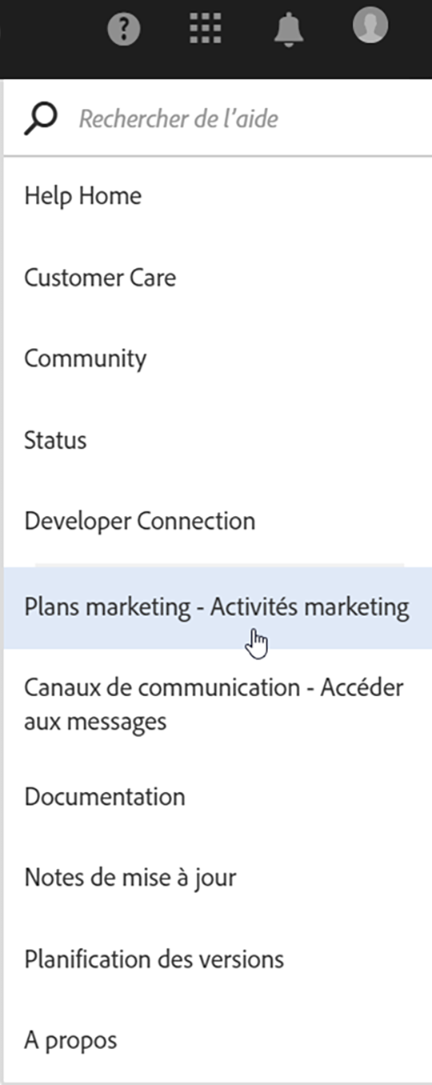 ?
Rechercher de l'aide
Help Home
Customer Care
Community
Status
Developer Connection
Plans marketing - Activités marketing
Canaux de communication - Accéder
aux messages
Documentation
Notes de mise à jour
Planification des versions
A propos